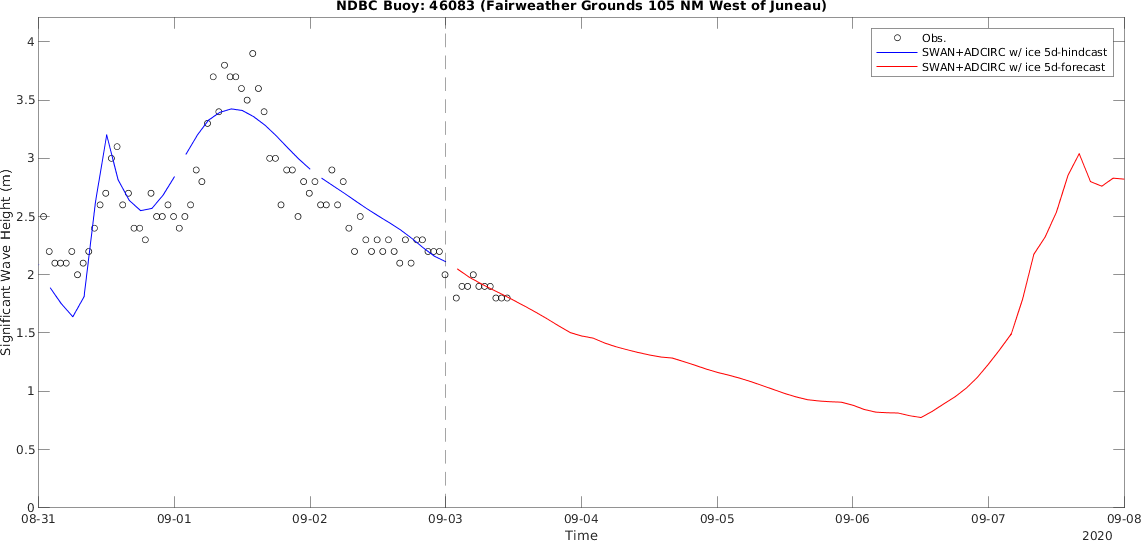 NDBC Buoy: 46083 (Fairweather Grounds 105 NM West of Juneau)
Obs.
SWAN+ADCIRC w/ ice 5d-hindcast
SWAN+ADCIRC w/ ice 5d-forecast
Significant Wave Height (m)
4
3.5
3
2.5
2
1.5
1
0.5
0
08-31 09-01 09-02 09-03 09-04 09-05 09-06 09-07 09-08
Time
2020